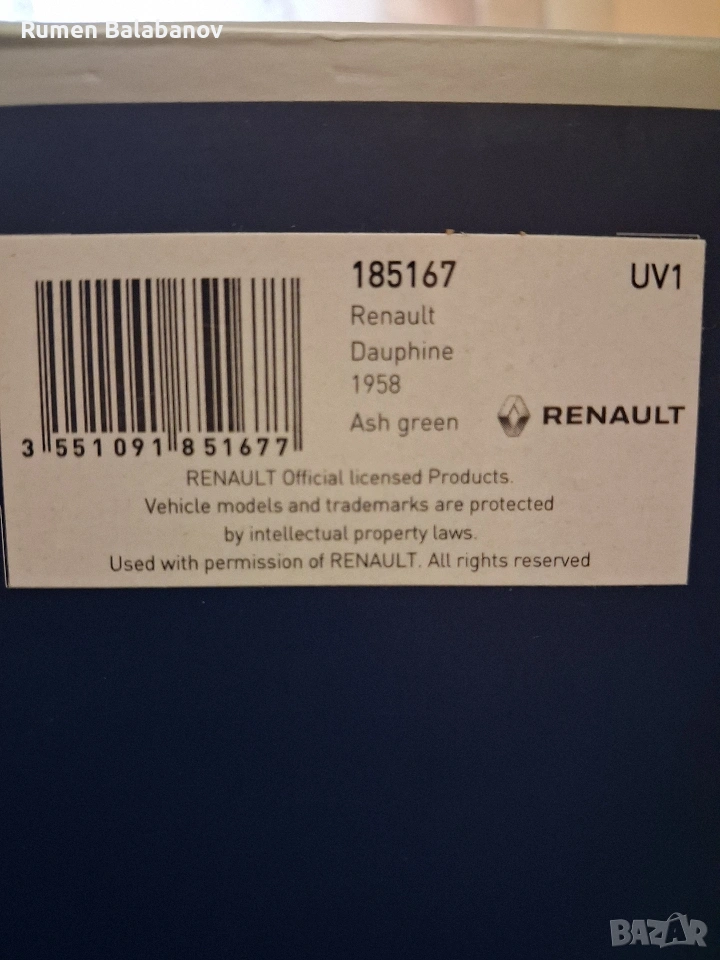 Rumen Balabanov
185167
UV1
Renault
Dauphine
1958
Ash green
RENAULT
3 551091 851677
RENAULT Official licensed Products.
Vehicle models and trademarks are protected
by intellectual property laws.
Used with permission of RENAULT. All rights reserved
BAZAR